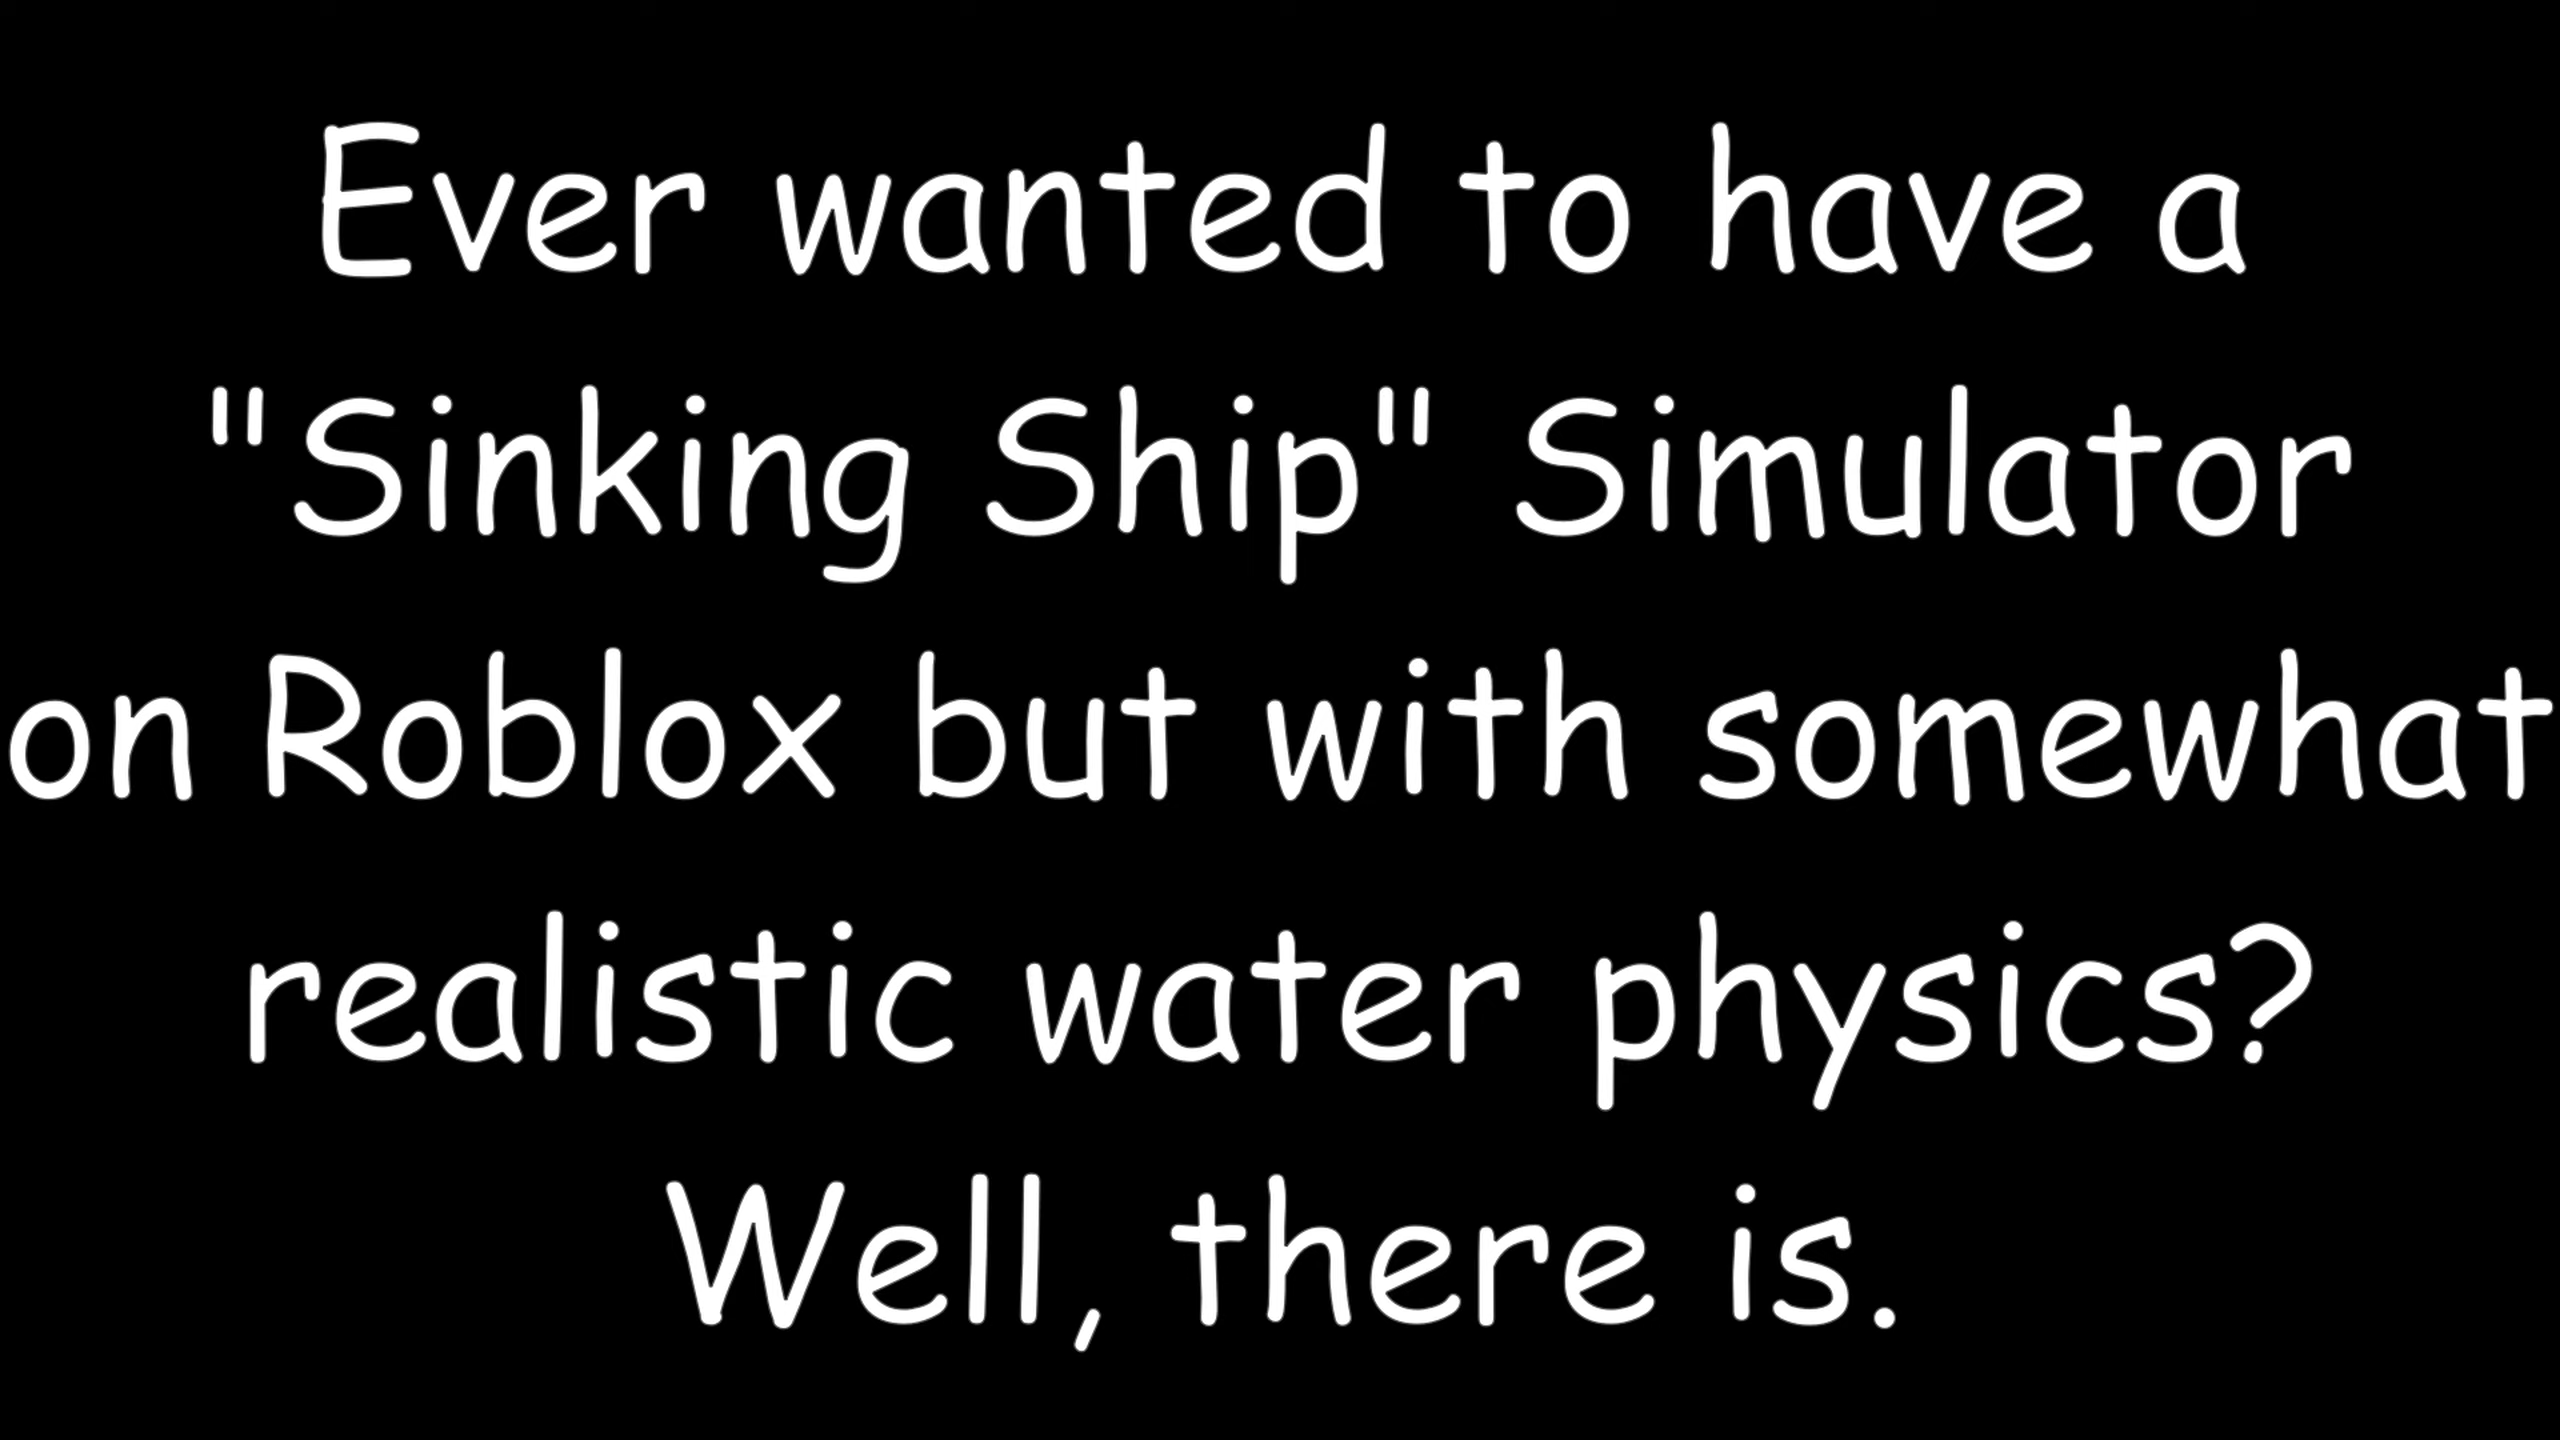 Ever wanted to have a
"Sinking Ship" Simulator
on Roblox but with somewhat
realistic water physics?
Well, there is.